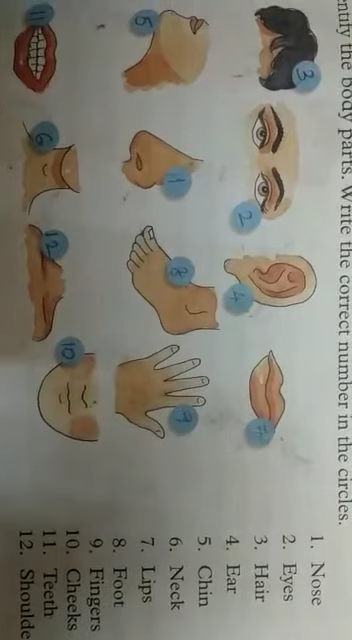 ntify the body parts. Write the correct number in the circles.
3
5
11
2
1
6
4
8
12
7
9
10
1. Nose
2. Eyes
3. Hair
4. Ear
5. Chin
6. Neck
7. Lips
8. Foot
9. Fingers
10. Cheeks
11. Teeth
12. Shoulde